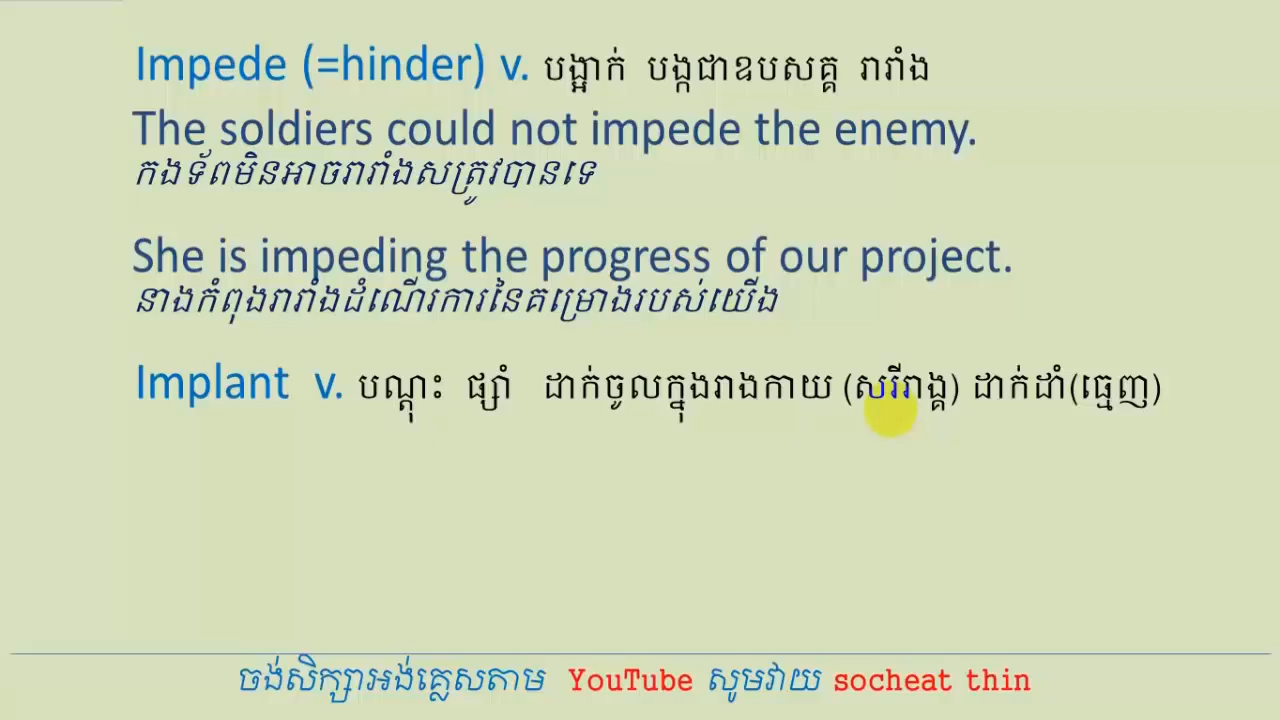 Impede (=hinder) v. បង្អាក់ បង្កជាឧបសគ្គ រារាំង
The soldiers could not impede the enemy.
កងទ័ពមិនអាចរារាំងសត្រូវបានទេ
She is impeding the progress of our project.
នាងកំពុងរារាំងដំណើរការនៃគម្រោងរបស់យើង
Implant v. បណ្តុះ ផ្សាំ ដាក់ចូលក្នុងរាងកាយ (សរីរាង្គ) ដាក់ដាំ(ធ្មេញ)
ចង់សិក្សាអង់គ្លេសតាម YouTube សូមវាយ socheat thin